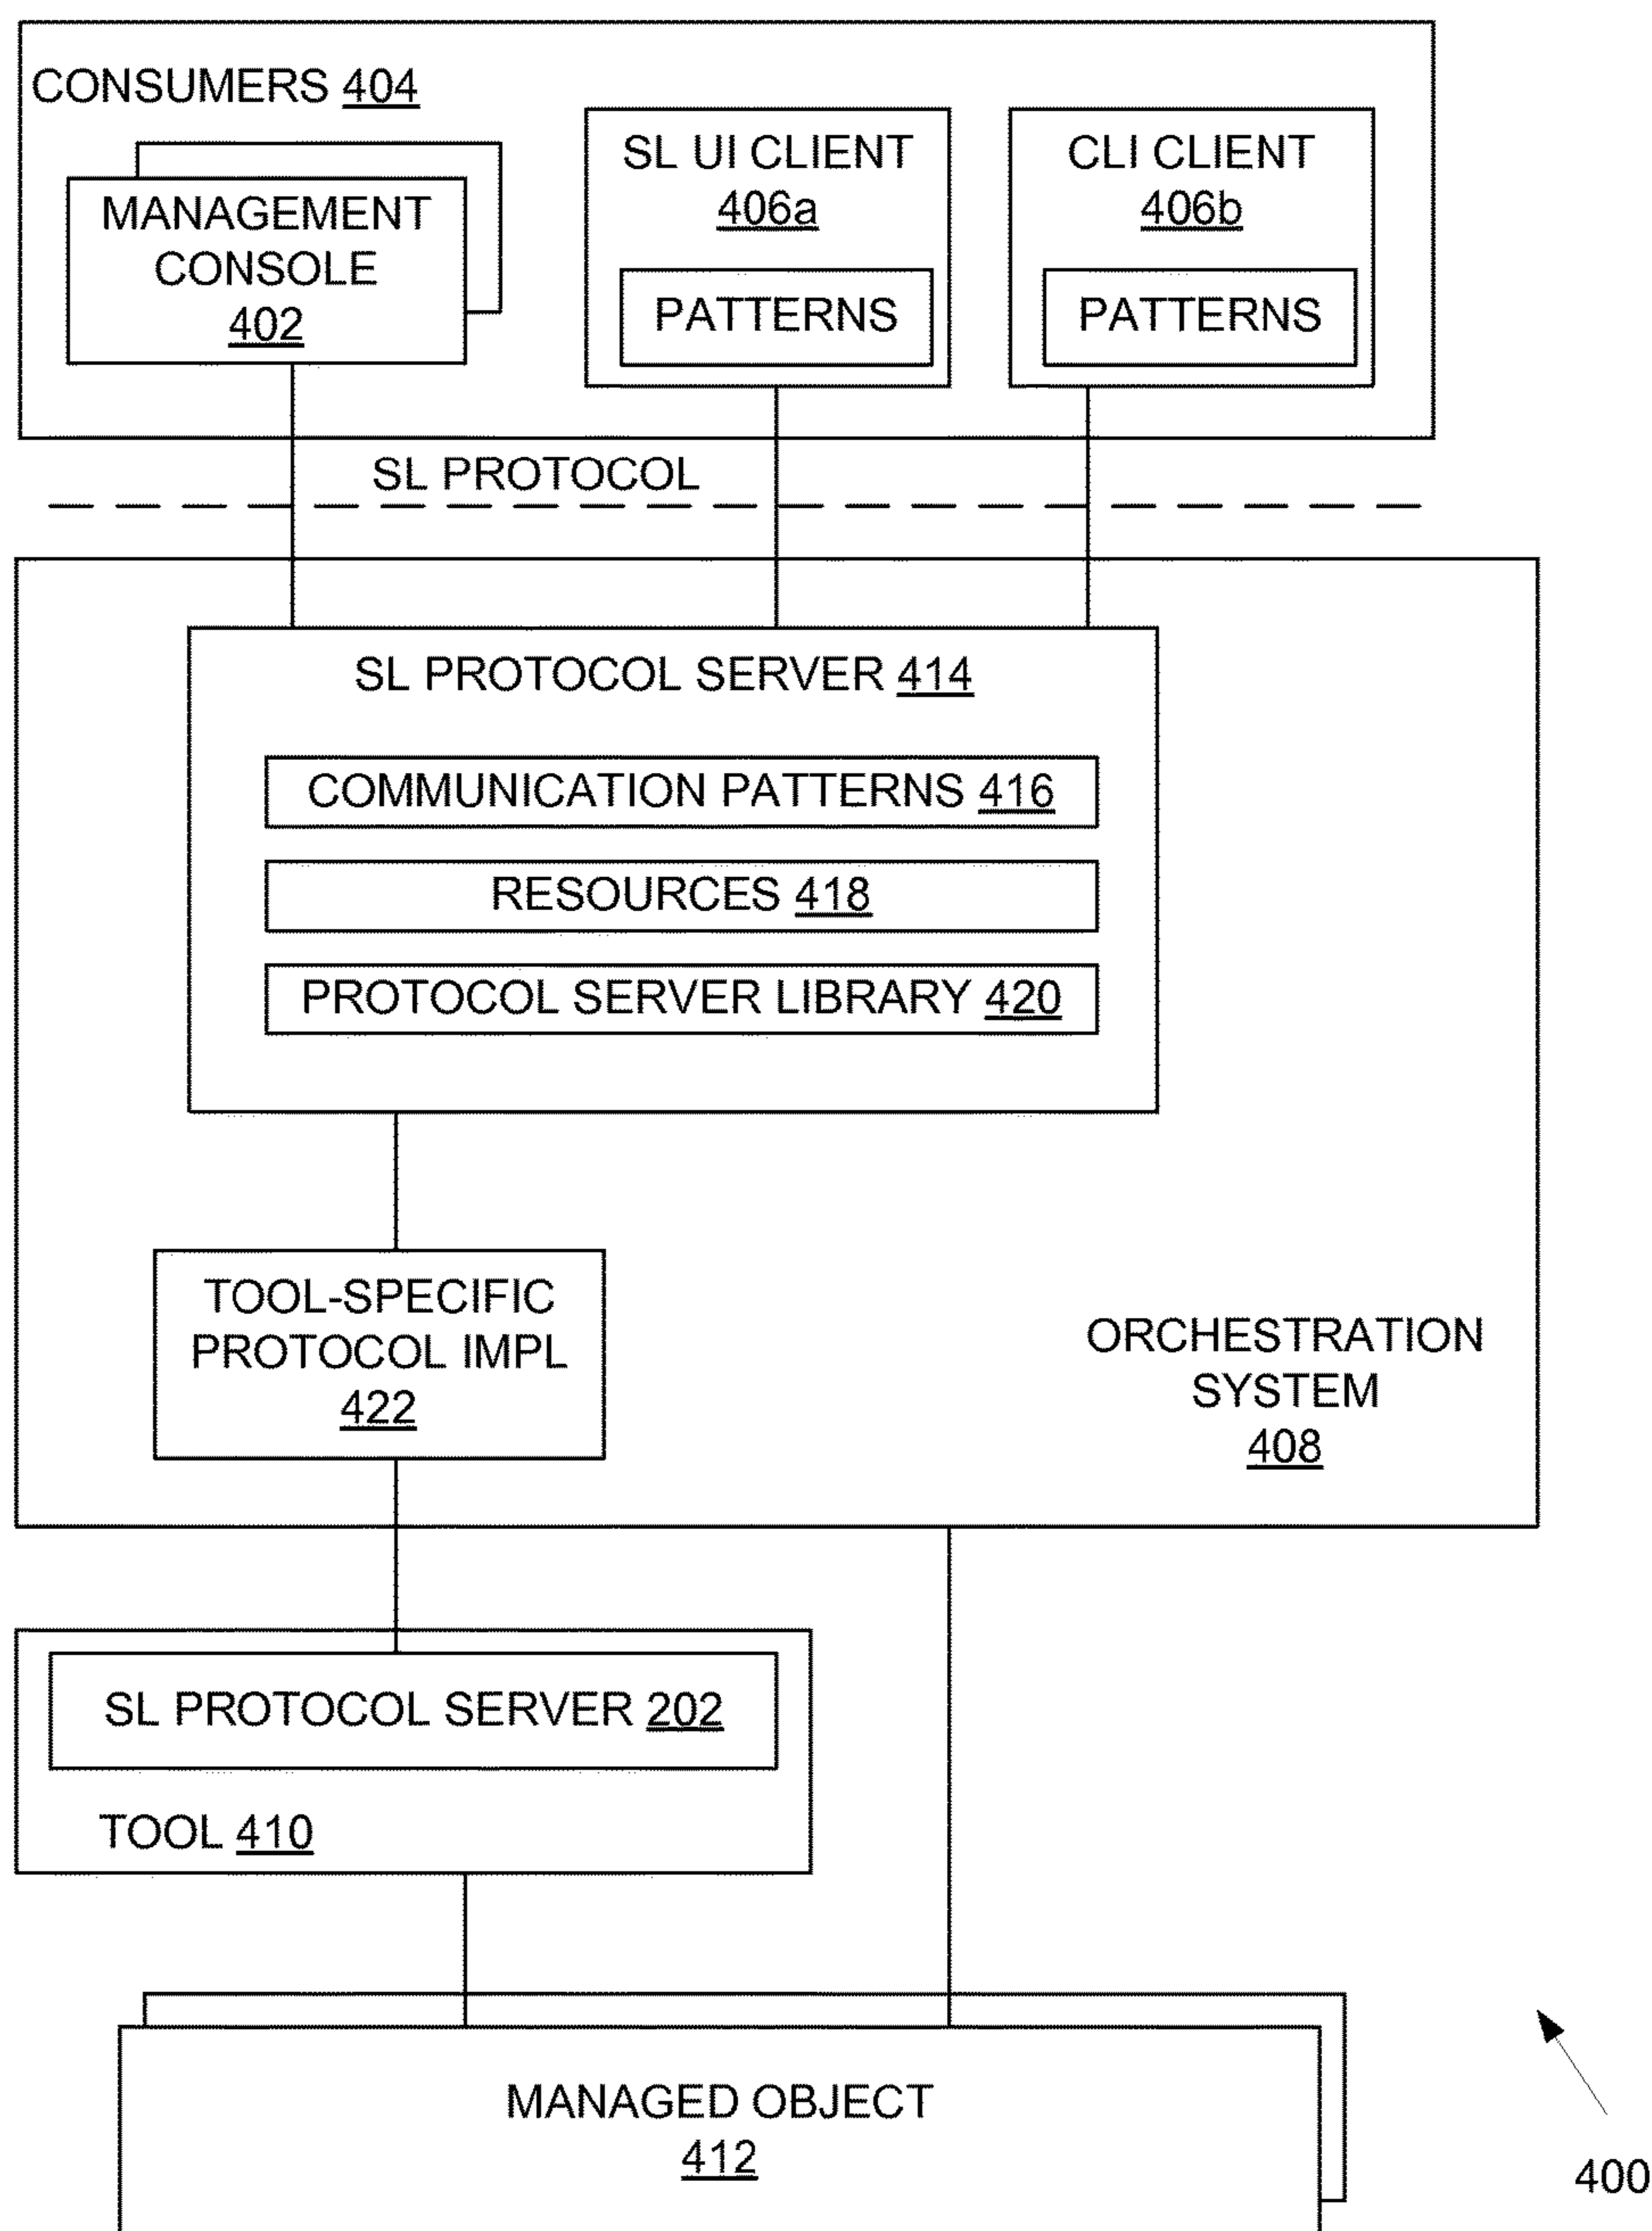 CONSUMERS 404
MANAGEMENT
CONSOLE
402
SL UI CLIENT
406a
PATTERNS
CLI CLIENT
406b
PATTERNS
SL PROTOCOL
SL PROTOCOL SERVER 414
COMMUNICATION PATTERNS 416
RESOURCES 418
PROTOCOL SERVER LIBRARY 420
TOOL-SPECIFIC
PROTOCOL IMPL
422
ORCHESTRATION
SYSTEM
408
SL PROTOCOL SERVER 202
TOOL 410
MANAGED OBJECT
412
400